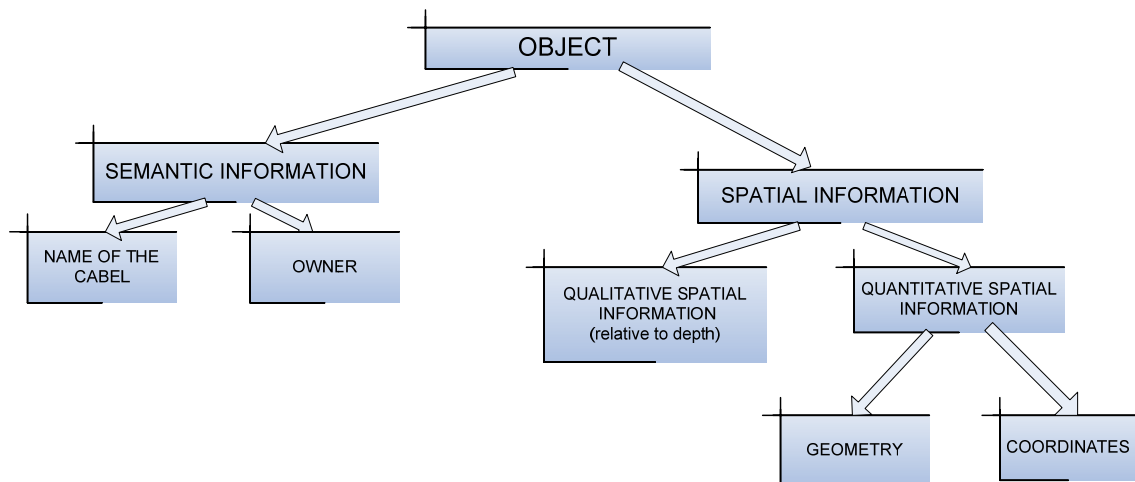 OBJECT
SEMANTIC INFORMATION
SPATIAL INFORMATION
NAME OF THE
CABEL
OWNER
QUALITATIVE SPATIAL
INFORMATION
(relative to depth)
QUANTITATIVE SPATIAL
INFORMATION
GEOMETRY
COORDINATES